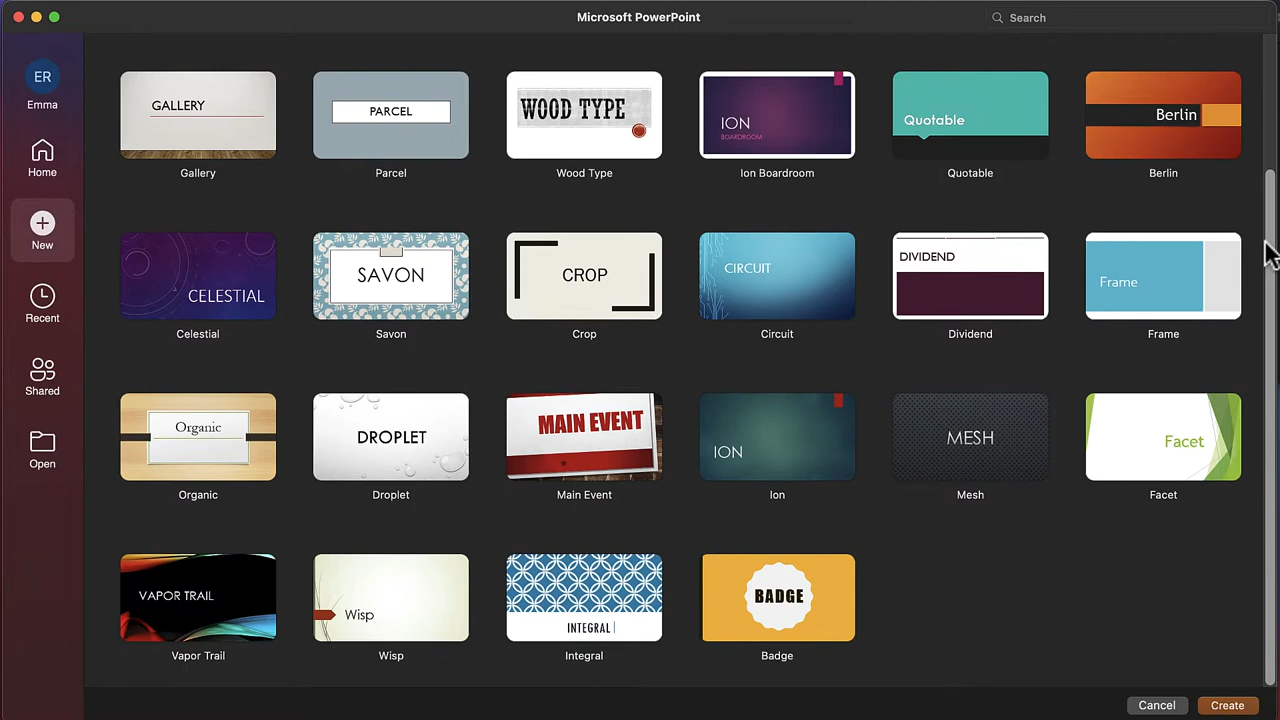 Microsoft PowerPoint
Search
ER
Emma
Home
New
Recent
Shared
Open
GALLERY
PARCEL
WOOD TYPE
ION
BOARDROOM
Quotable
Berlin
Gallery
Parcel
Wood Type
Ion Boardroom
Quotable
Berlin
CELESTIAL
SAVON
CROP
CIRCUIT
DIVIDEND
Frame
Celestial
Savon
Crop
Circuit
Dividend
Frame
Organic
DROPLET
MAIN EVENT
ION
MESH
Facet
Organic
Droplet
Main Event
Ion
Mesh
Facet
VAPOR TRAIL
Wisp
INTEGRAL
BADGE
Vapor Trail
Wisp
Integral
Badge
Cancel
Create